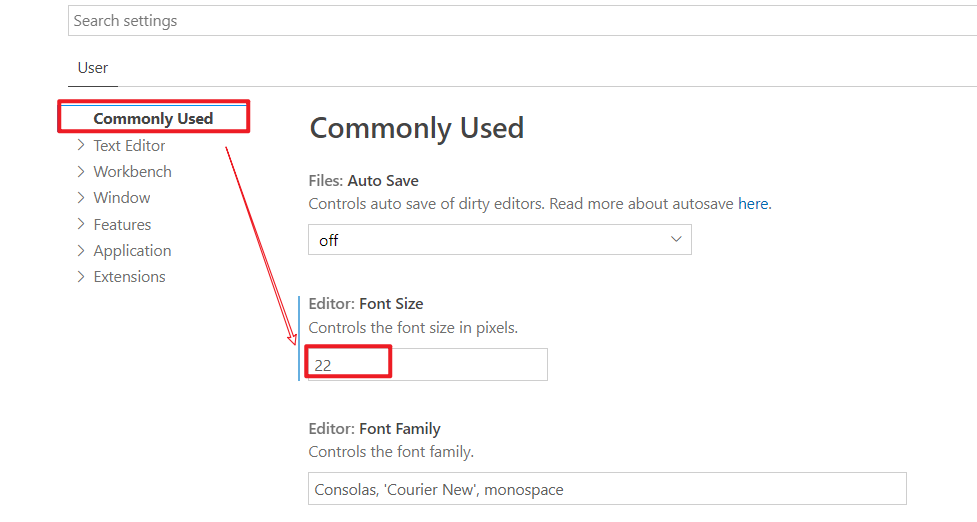 Search settings
User
Commonly Used
Text Editor
Workbench
Window
Features
Application
Extensions
Commonly Used
Files: Auto Save
Controls auto save of dirty editors. Read more about autosave here.
off
Editor: Font Size
Controls the font size in pixels.
22
Editor: Font Family
Controls the font family.
Consolas, 'Courier New', monospace